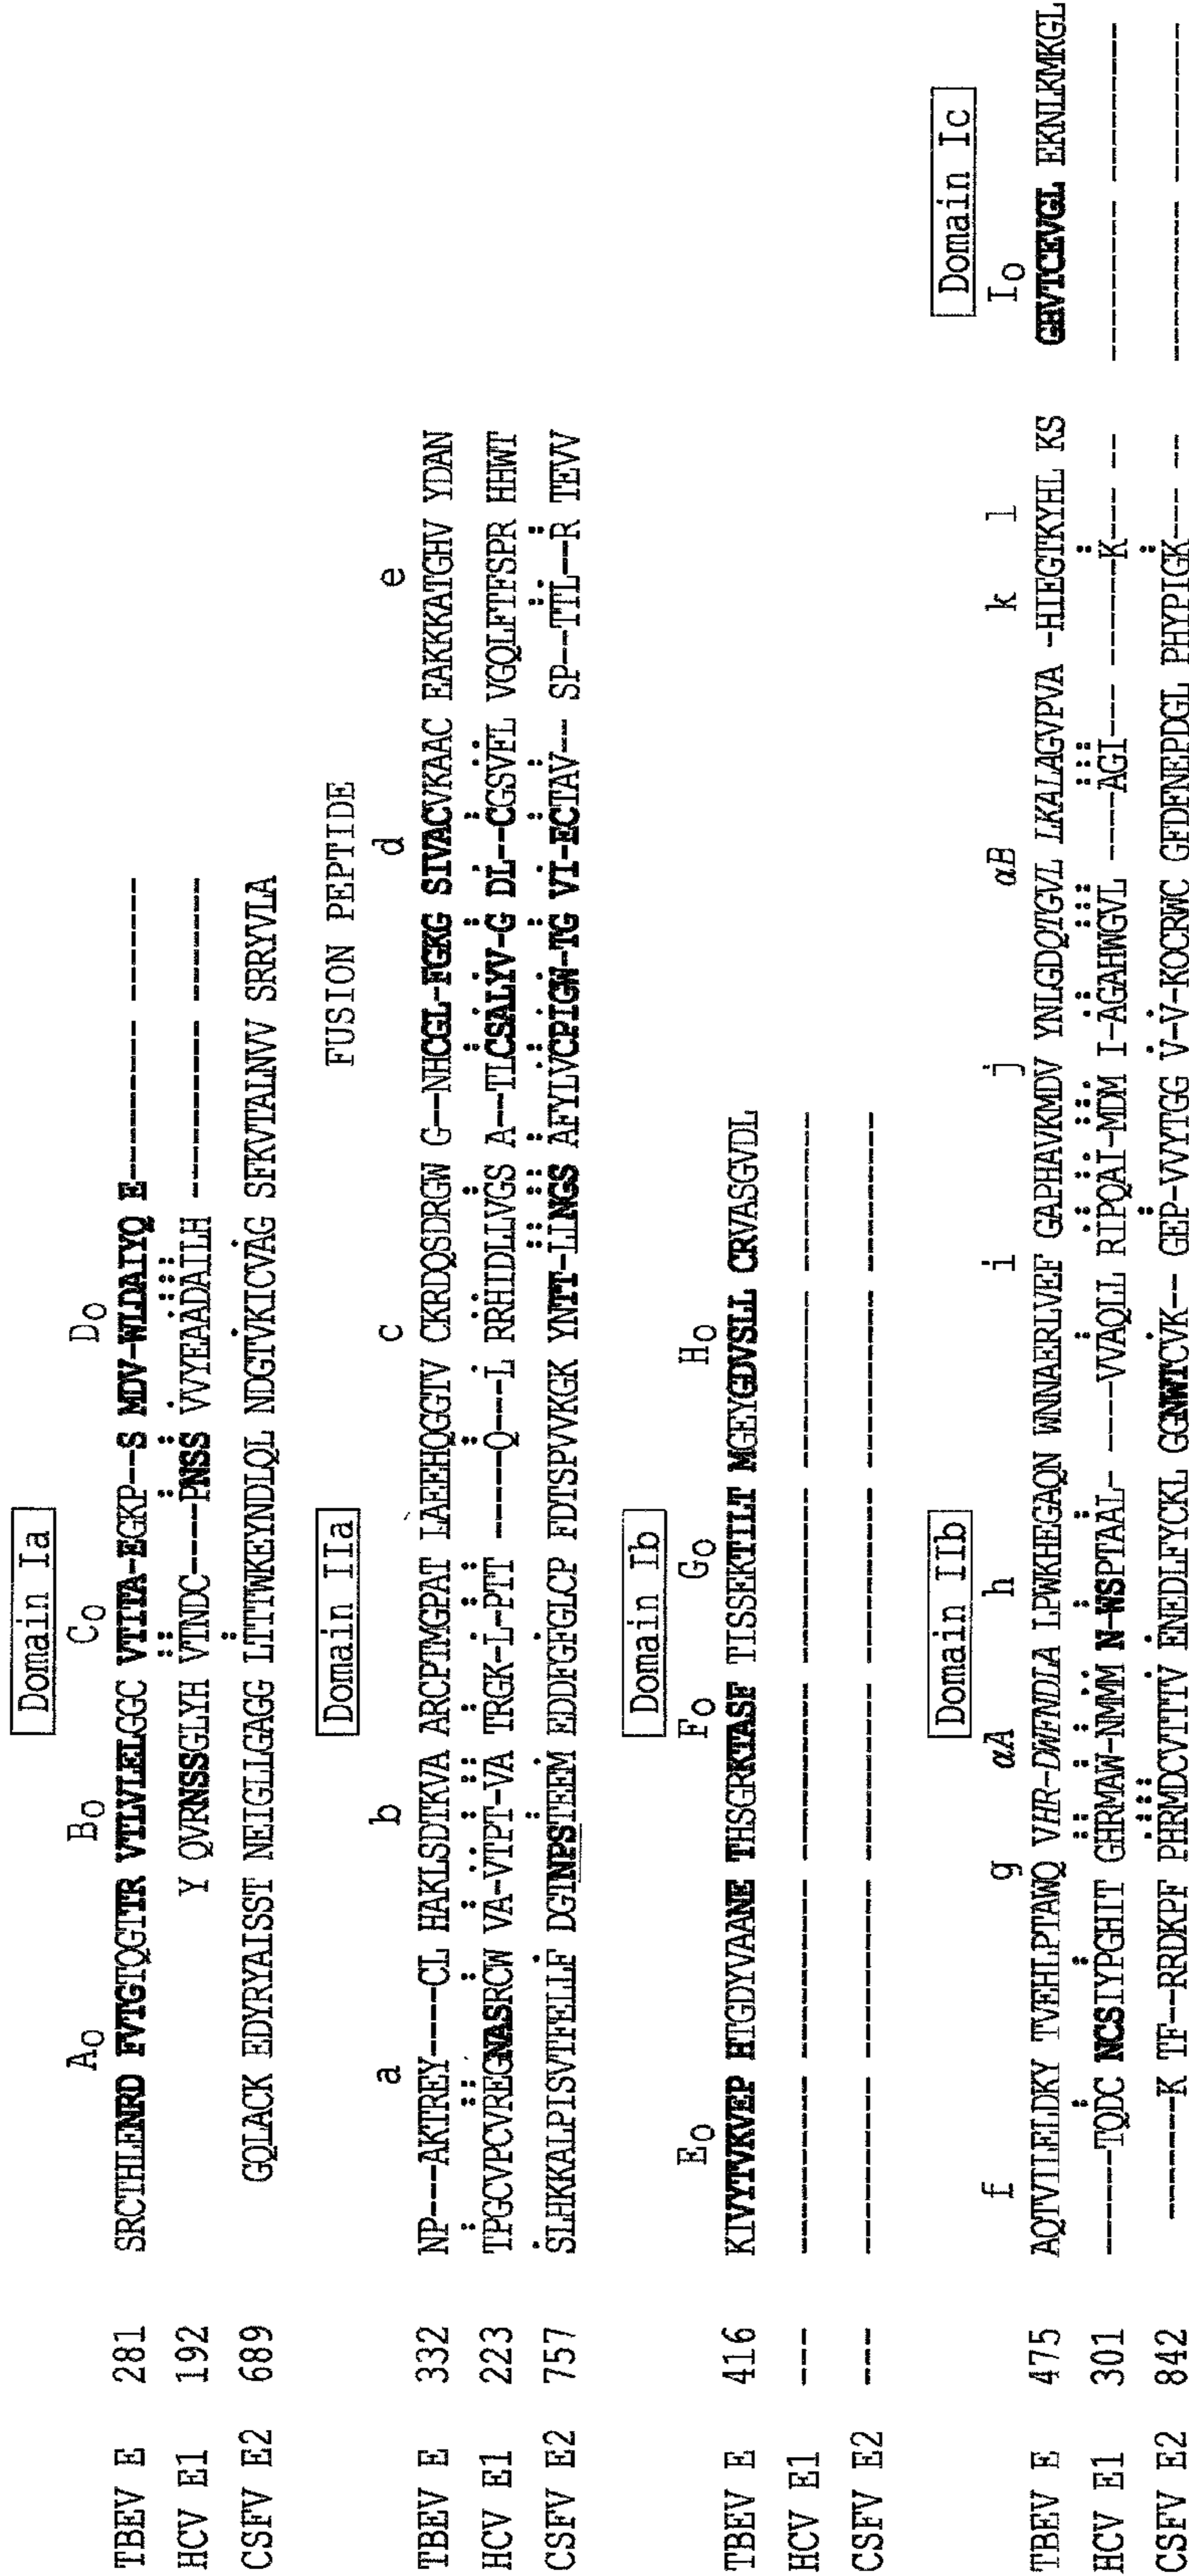 Domain Ia
A0 B0 C0 D0
TBEV E 281 SRCTHLENRD FVTGTQGTTR VTLVLELGGC VTITA-EGKP--S MDV-WLDAIYQ E--------- -------
HCV E1 192 Y QVRNSSGLYH VTNDC----PNSS VVYEAADAILH ---------- -------
CSFV E2 689 GQLACK EDYRYAISST NEIGLLGAGG LTTTWKEYNDLQL NDGTVKICVAG SFKVTALNVV SRRYVLA
Domain IIa
FUSION PEPTIDE
a b c d e
TBEV E 332 NP---AKTREY----CL HAKLSDTKVA ARCPTMGPAT LAEEHQGGTV CKRDQSDRGW G--NHCGL-FGKG SIVACVKAAC EAKKKATGHV YDAN
HCV E1 223 TPGCVPCVREGNASRCW VA-VTPT-VA TRGK-L-PTT -----Q---L RRHIDLLVGS A--TLCSALYV-G DL--CGSVFL VGQLFTFSPR HHWT
CSFV E2 757 SLHKKALPISVTFELLF DGTNPSTEEM EDDFGFGLCP FDTSPVVKGK YNTT-LLNGS AFYLVCPIGW-TG VI-ECTAV-- SP--TTL--R TEVV
Domain Ib
E0 F0 G0 H0
TBEV E 416 KIVYTVKVEP HTGDYVAANE THSGRKTASF TISSEKTILT MGEYGDVSLL CRVASGVDL
HCV E1 --- ---------- ---------- ---------- ---------- ---------- ---------
CSFV E2 --- ---------- ---------- ---------- ---------- ---------- ---------
Domain IIb
Domain Ic
f g αA h i j αB k l I0
TBEV E 475 AQTVILELDKY TVEHLPTAWQ VHR-DWFNDLA LPWKHEGAQN WNNAERLVEF GAPHAVKMDV YNLGDQTGVL LKALAGVPVA -HIEGTKYHL KS GHVTCEVGL EKNLKMKGL
HCV E1 301 ------TQDC NCSIYPGHIT GHRMAW-NMMM N-WSPTAAL- ----VVAQLL RIPQAI-MDM I-AGAHWGVL ----AGI--- ------K--- -- --------- ---------
CSFV E2 842 ------K TF--RRDKPF PHRMDCVTTTV ENEDLFYCKL GGNWTCVK-- GEP-VVYTGG V-V-KQCRWC GFDFNEPDGL PHYPIGK--- -- --------- ---------